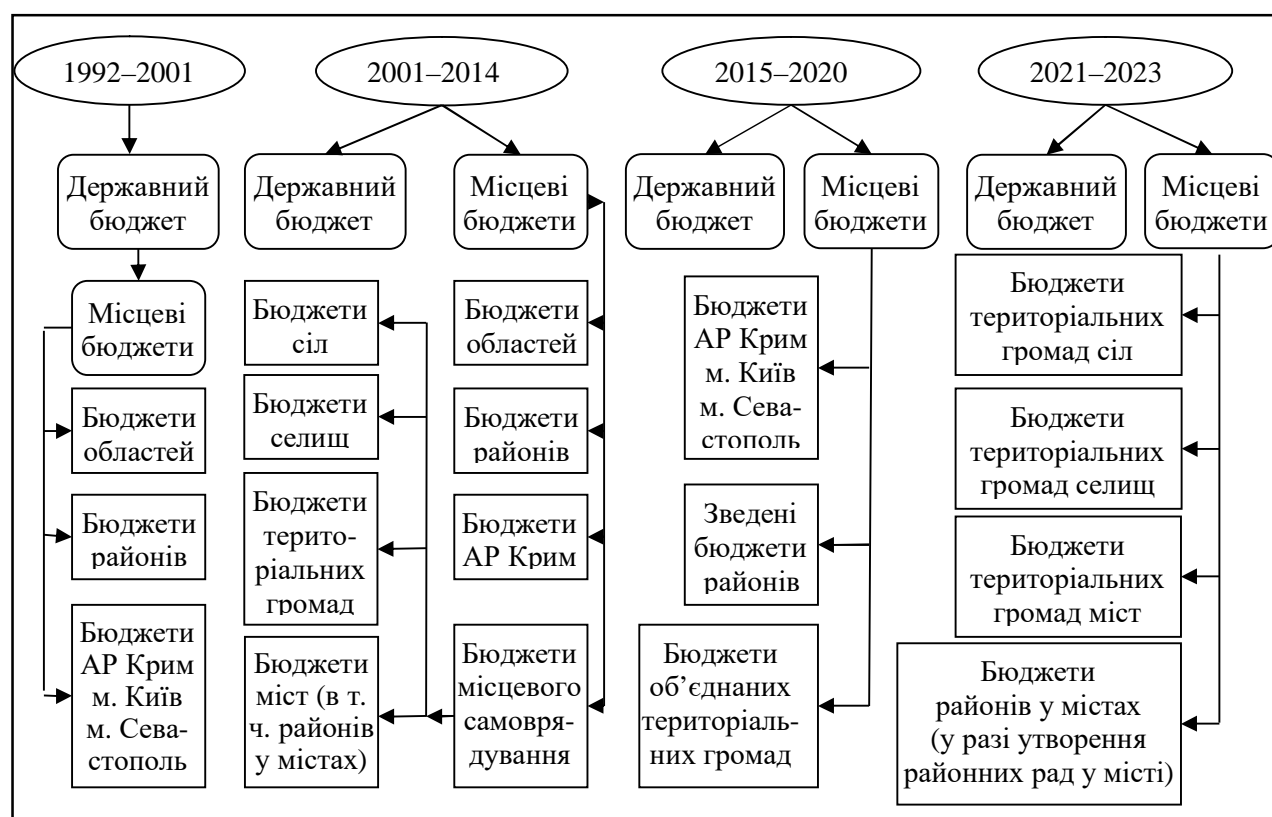 1992–2001
2001–2014
2015–2020
2021–2023
Державний
бюджет
Місцеві
бюджети
Бюджети
областей
Бюджети
районів
Бюджети
АР Крим
м. Київ
м. Сева-
стополь
Державний
бюджет
Місцеві
бюджети
Бюджети
сіл
Бюджети
селищ
Бюджети
терито-
ріальних
громад
Бюджети
міст (в т.
ч. районів
у містах)
Бюджети
областей
Бюджети
районів
Бюджети
АР Крим
Бюджети
місцевого
самовря-
дування
Державний
бюджет
Місцеві
бюджети
Бюджети
АР Крим
м. Київ
м. Сева-
стополь
Зведені
бюджети
районів
Бюджети
об’єднаних
територіаль-
них громад
Державний
бюджет
Місцеві
бюджети
Бюджети
територіальних
громад сіл
Бюджети
територіальних
громад селищ
Бюджети
територіальних
громад міст
Бюджети
районів у містах
(у разі утворення
районних рад у місті)